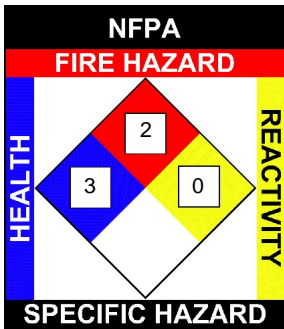 NFPA
FIRE HAZARD
2
HEALTH
3
0
REACTIVITY
SPECIFIC HAZARD